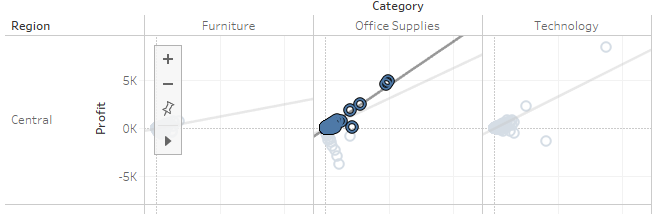 Category
Region
Furniture
Office Supplies
Technology
Central
Profit
5K
0K
-5K